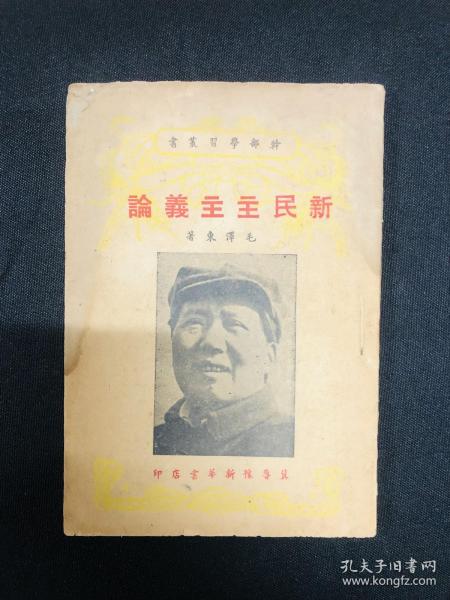 幹部學習叢書
新民主主義論
毛澤東著
冀魯豫新華書店印
孔夫子旧书网
www.kongfz.com